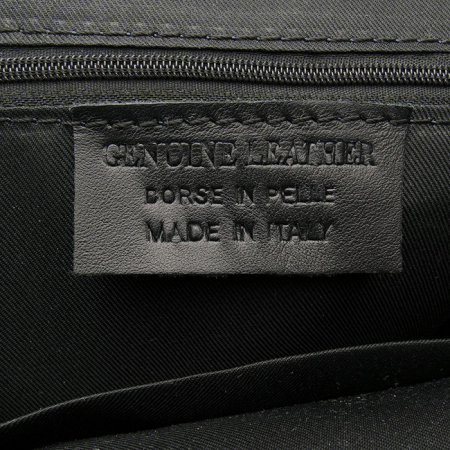 GENUINE LEATHER
BORSE IN PELLE
MADE IN ITALY